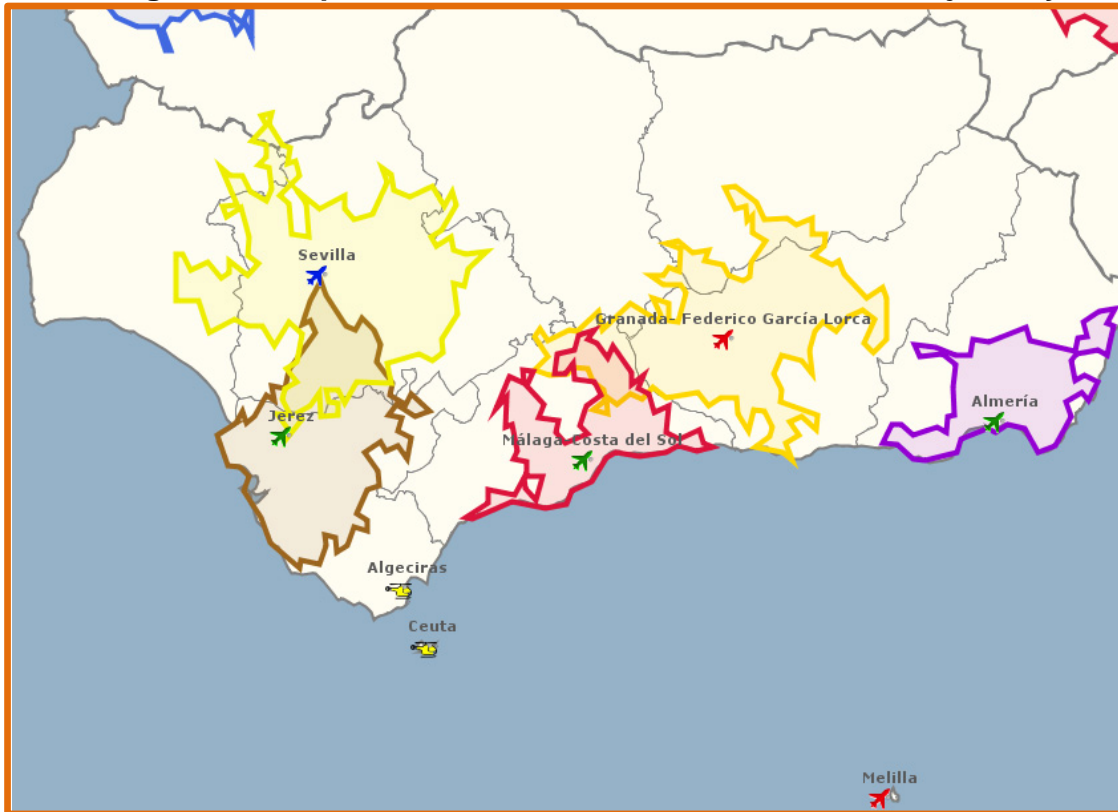 Sevilla
Granada- Federico García Lorca
Jerez
Almería
Málaga-Costa del Sol
Algeciras
Ceuta
Melilla